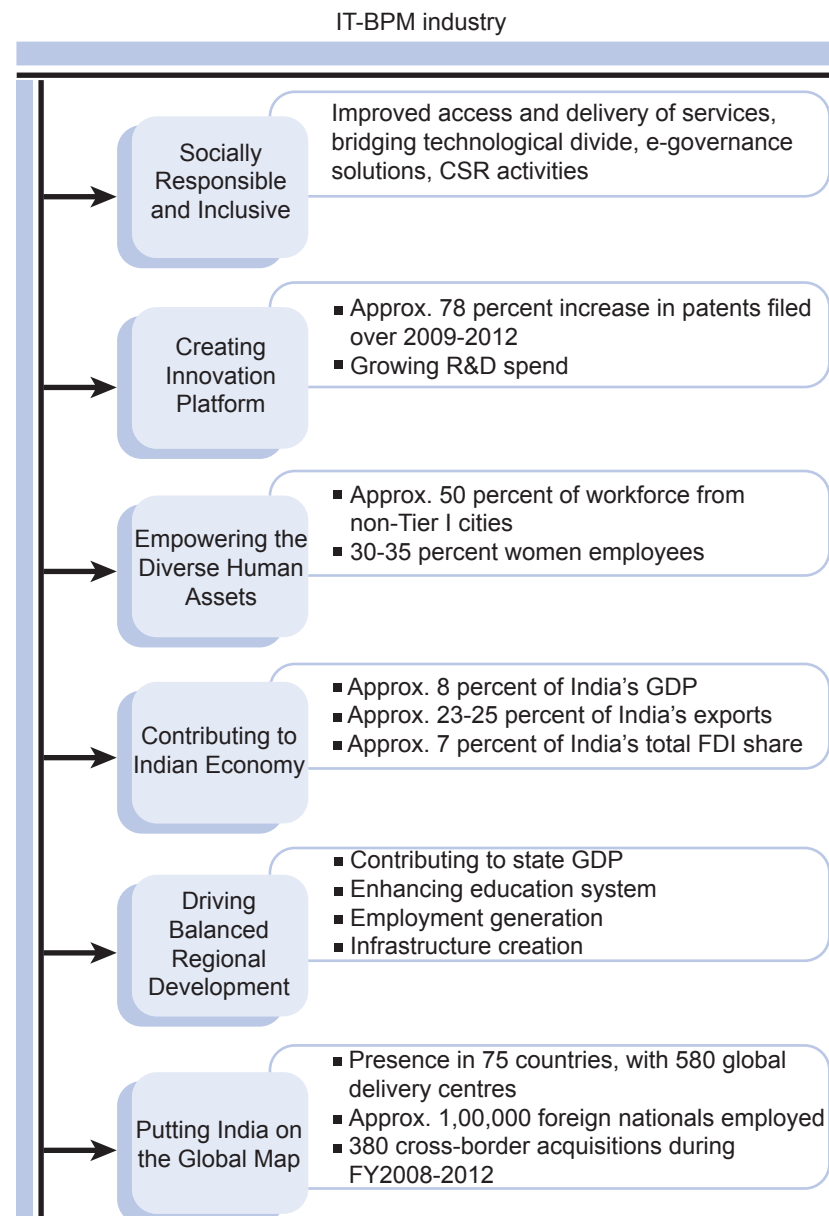 IT-BPM industry
Socially
Responsible
and Inclusive
Improved access and delivery of services,
bridging technological divide, e-governance
solutions, CSR activities
Creating
Innovation
Platform
▪ Approx. 78 percent increase in patents filed
over 2009-2012
▪ Growing R&D spend
Empowering the
Diverse Human
Assets
▪ Approx. 50 percent of workforce from
non-Tier I cities
▪ 30-35 percent women employees
Contributing to
Indian Economy
▪ Approx. 8 percent of India’s GDP
▪ Approx. 23-25 percent of India’s exports
▪ Approx. 7 percent of India’s total FDI share
Driving
Balanced
Regional
Development
▪ Contributing to state GDP
▪ Enhancing education system
▪ Employment generation
▪ Infrastructure creation
Putting India on
the Global Map
▪ Presence in 75 countries, with 580 global
delivery centres
▪ Approx. 1,00,000 foreign nationals employed
▪ 380 cross-border acquisitions during
FY2008-2012